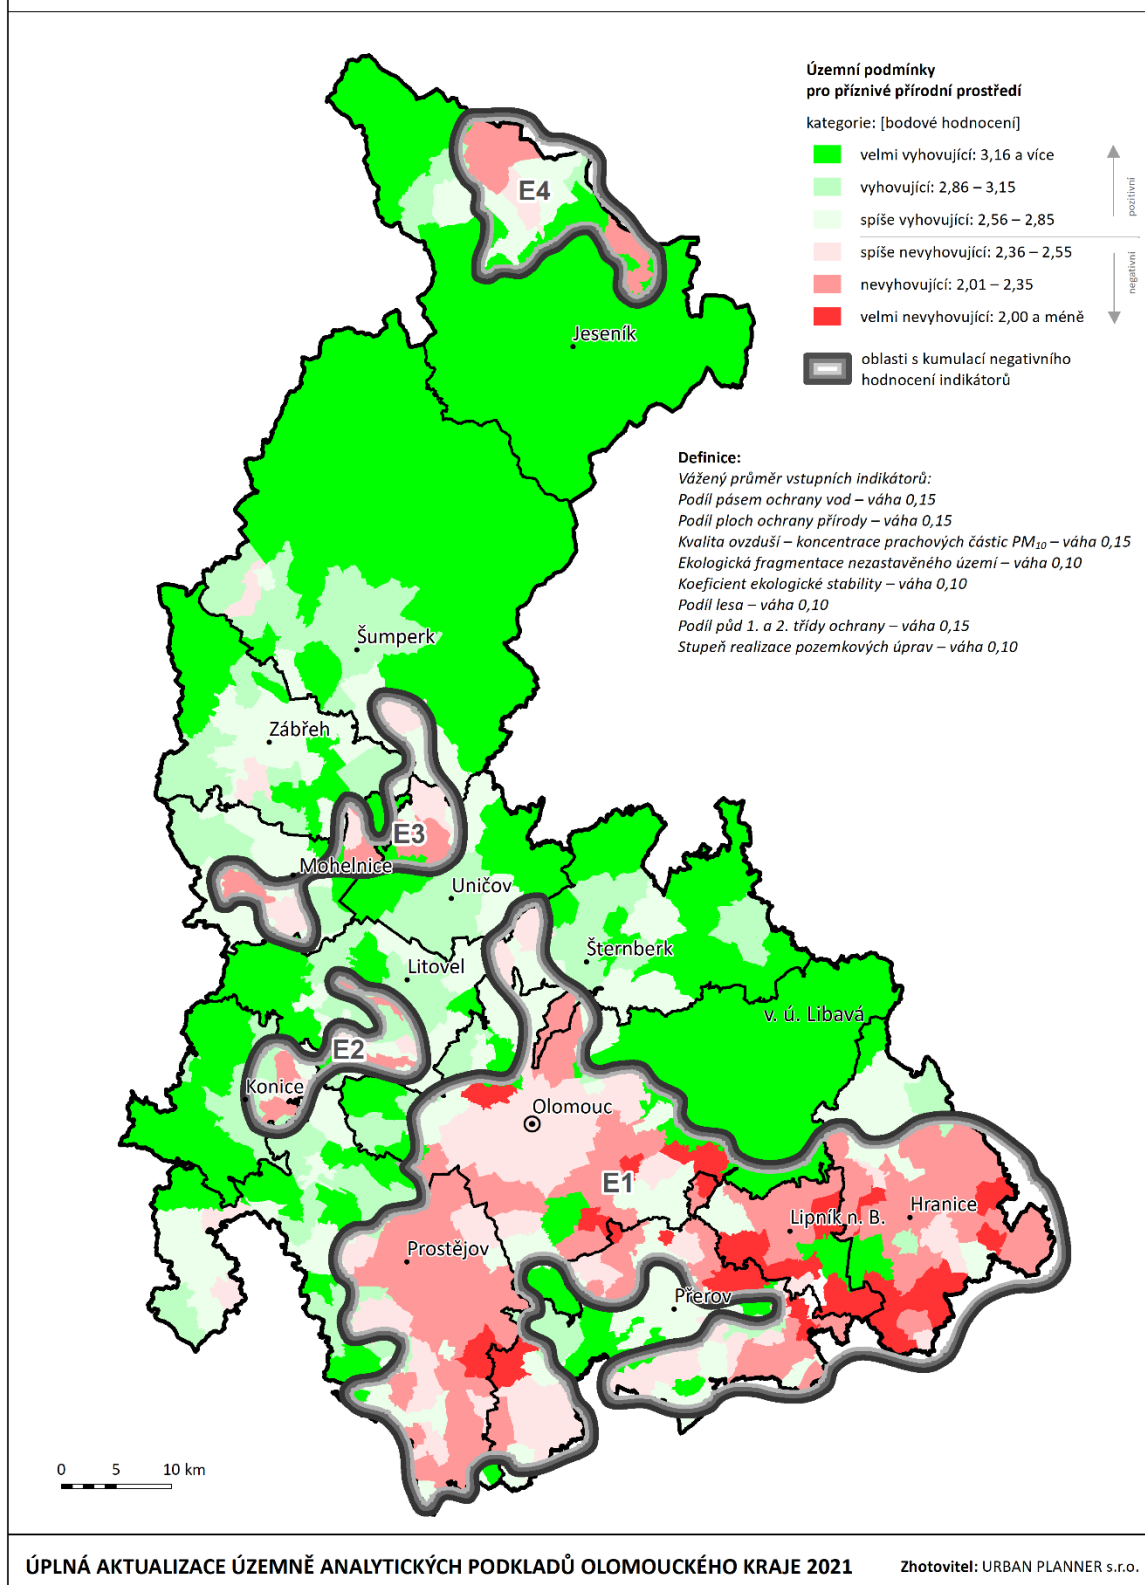 Územní podmínky
pro příznivé přírodní prostředí
kategorie: [bodové hodnocení]
velmi vyhovující: 3,16 a více
vyhovující: 2,86 – 3,15
spíše vyhovující: 2,56 – 2,85
spíše nevyhovující: 2,36 – 2,55
nevyhovující: 2,01 – 2,35
velmi nevyhovující: 2,00 a méně
pozitivní
negativní
oblasti s kumulací negativního
hodnocení indikátorů
Definice:
Vážený průměr vstupních indikátorů:
Podíl pásem ochrany vod – váha 0,15
Podíl ploch ochrany přírody – váha 0,15
Kvalita ovzduší – koncentrace prachových částic PM₁₀ – váha 0,15
Ekologická fragmentace nezastavěného území – váha 0,10
Koeficient ekologické stability – váha 0,10
Podíl lesa – váha 0,10
Podíl půd 1. a 2. třídy ochrany – váha 0,15
Stupeň realizace pozemkových úprav – váha 0,10
E4
Jeseník
Šumperk
Zábřeh
E3
Mohelnice
Uničov
Šternberk
Litovel
v. ú. Libavá
E2
Konice
Olomouc
E1
Hranice
Lipník n. B.
Prostějov
Přerov
0 5 10 km
ÚPLNÁ AKTUALIZACE ÚZEMNĚ ANALYTICKÝCH PODKLADŮ OLOMOUCKÉHO KRAJE 2021
Zhotovitel: URBAN PLANNER s.r.o.